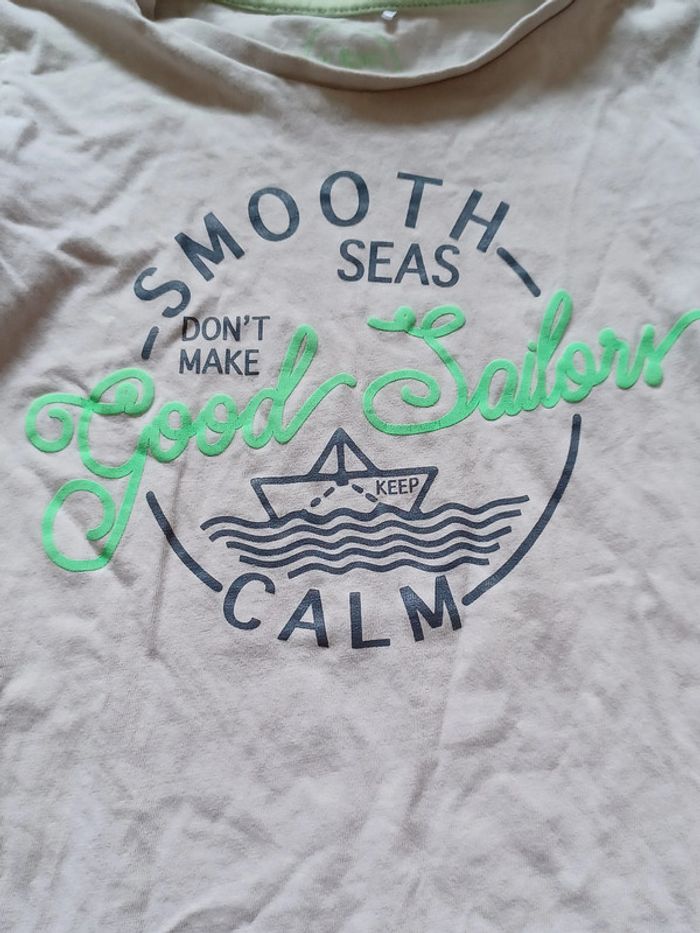 SMOOTH
SEAS
DON'T
MAKE
Good Sailors
KEEP
CALM